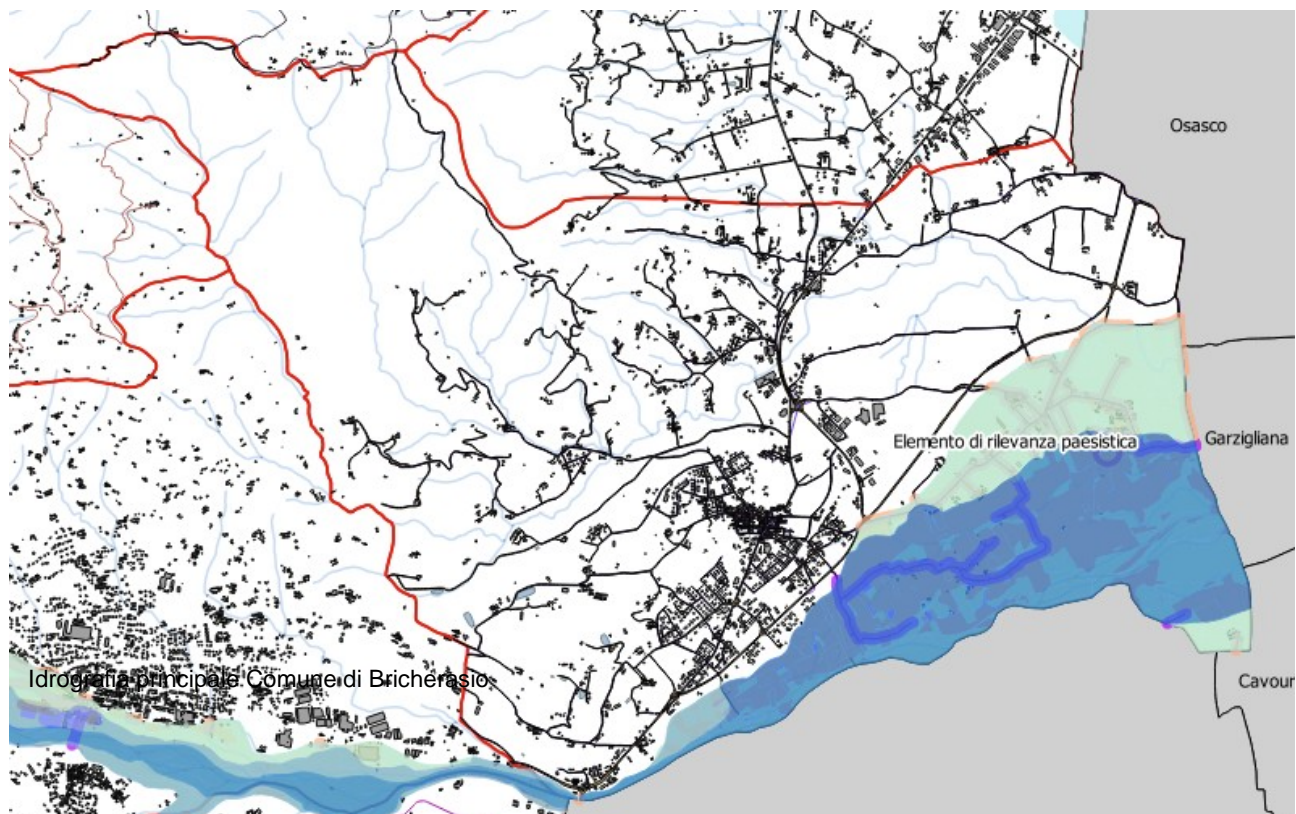 Osasco
Elemento di rilevanza paesistica
Garzigliana
Idrografia principale Comune di Bricherasio
Cavour